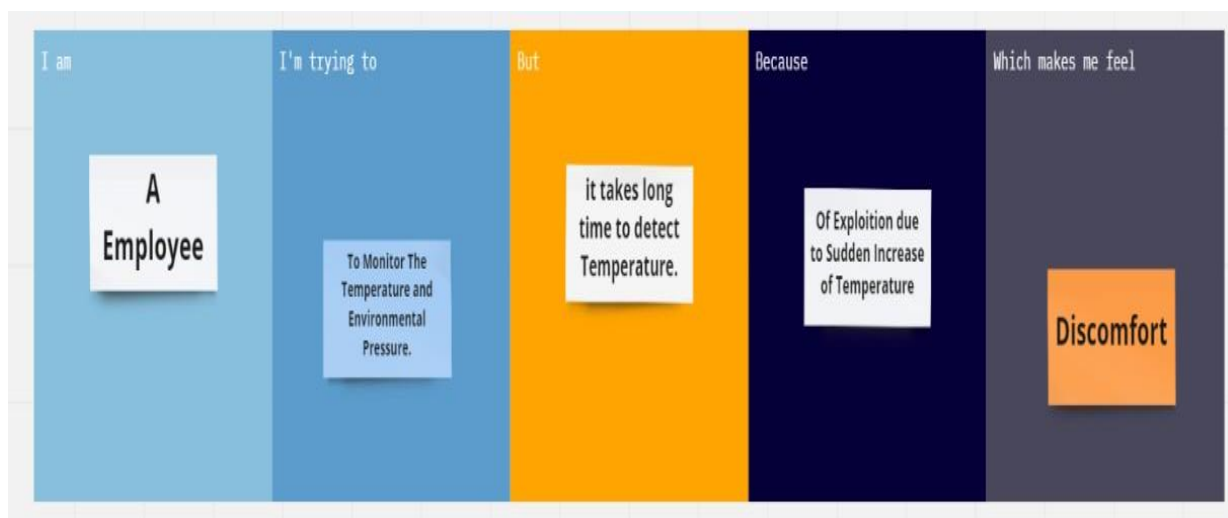 I am
A
Employee
I'm trying to
To Monitor The
Temperature and
Environmental
Pressure.
But
it takes long
time to detect
Temperature.
Because
Of Exploition due
to Sudden Increase
of Temperature
Which makes me feel
Discomfort